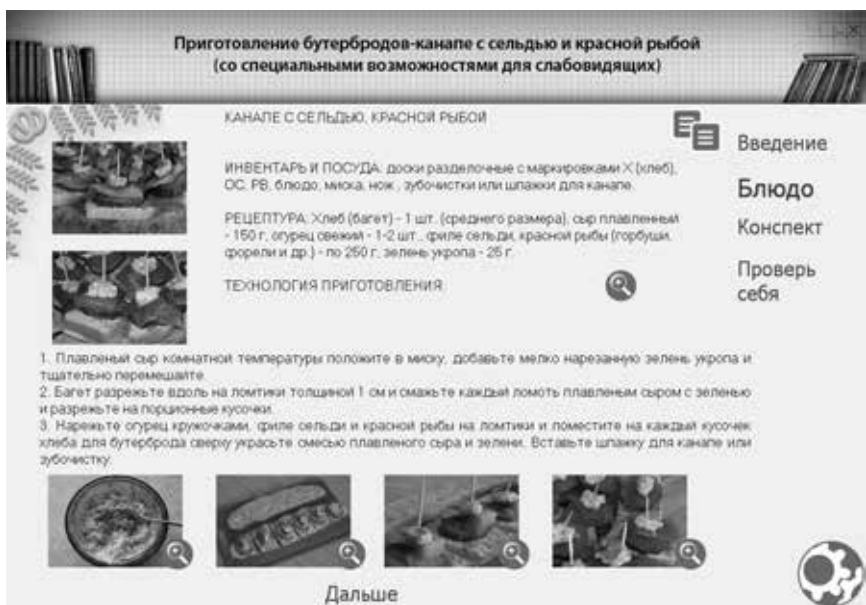 Приготовление бутербродов-канапе с сельдью и красной рыбой
(со специальными возможностями для слабовидящих)
КАНАПЕ С СЕЛЬДЬЮ, КРАСНОЙ РЫБОЙ
ИНВЕНТАРЬ И ПОСУДА: доски разделочные с маркировками X (хлеб),
ОС, РВ, блюдо, миска, нож , зубочистки или шпажки для канапе.
РЕЦЕПТУРА: Хлеб (багет) - 1 шт. (среднего размера), сыр плавленный
- 150 г, огурец свежий - 1-2 шт., филе сельди, красной рыбы (горбуши,
форели и др.) - по 250 г, зелень укропа - 25 г.
ТЕХНОЛОГИЯ ПРИГОТОВЛЕНИЯ
Введение
Блюдо
Конспект
Проверь
себя
1. Плавленый сыр комнатной температуры положите в миску, добавьте мелко нарезанную зелень укропа и
тщательно перемешайте.
2. Багет разрежьте вдоль на ломтики толщиной 1 см и смажьте каждый ломоть плавленым сыром с зеленью
и разрежьте на порционные кусочки.
3. Нарежьте огурец кружочками, филе сельди и красной рыбы на ломтики и поместите на каждый кусочек
хлеба для бутерброда сверху украсьте смесью плавленого сыра и зелени. Вставьте шпажку для канапе или
зубочистку.
Дальше